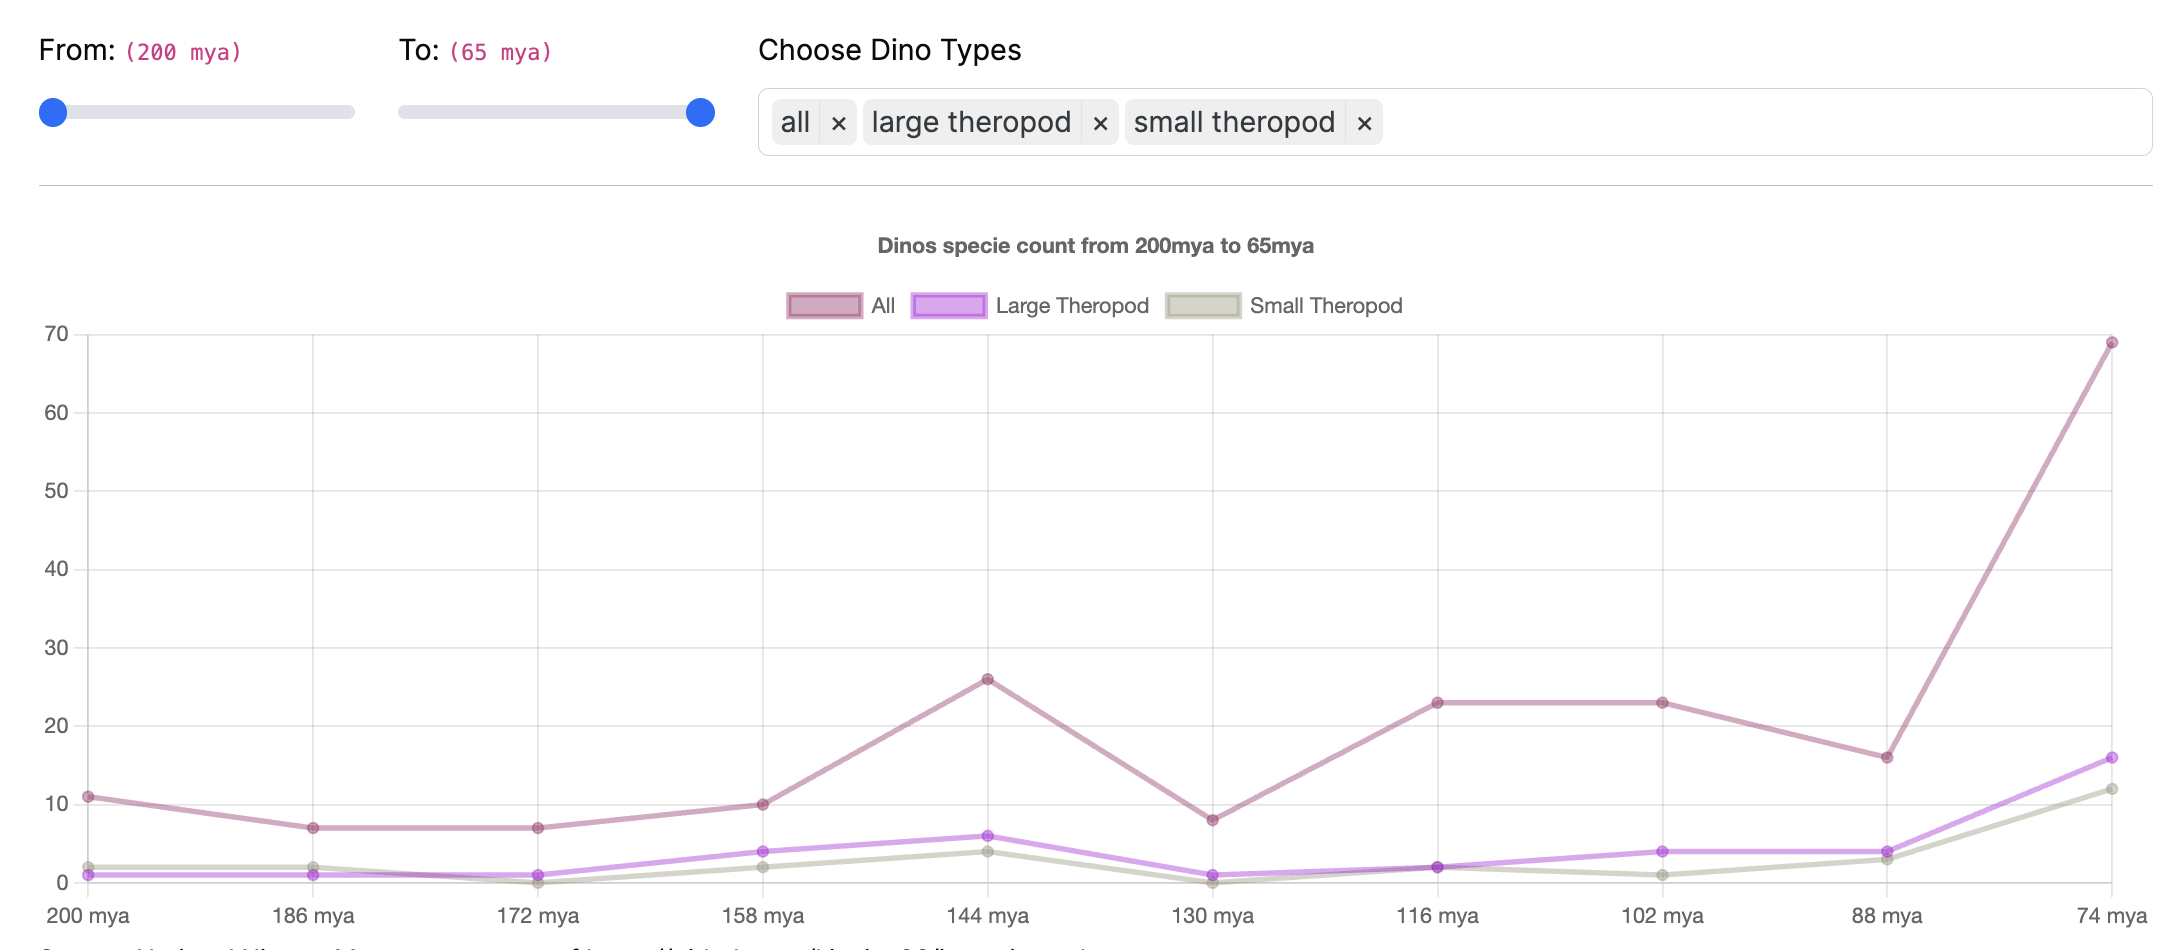 From: (200 mya) To: (65 mya) Choose Dino Types
all × large theropod × small theropod ×
Dinos specie count from 200mya to 65mya
All Large Theropod Small Theropod
70
60
50
40
30
20
10
0
200 mya 186 mya 172 mya 158 mya 144 mya 130 mya 116 mya 102 mya 88 mya 74 mya